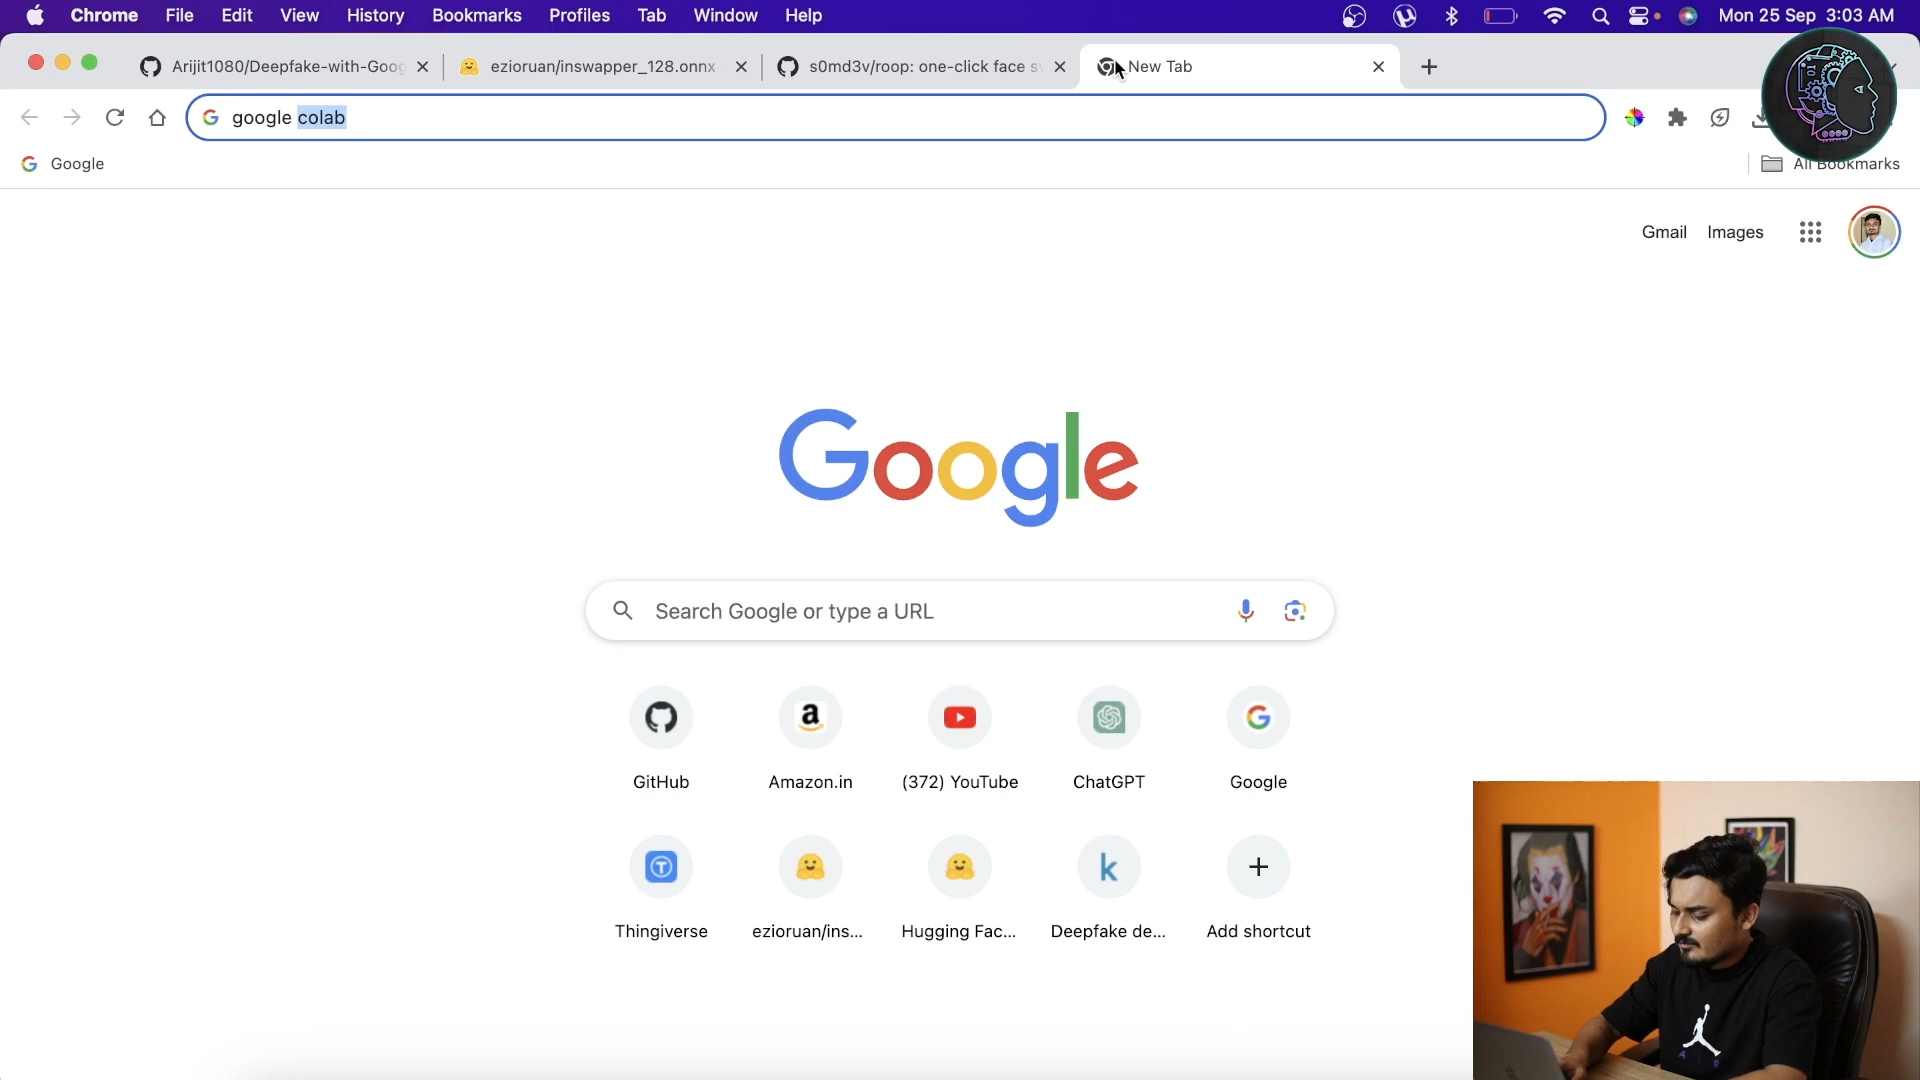 Chrome File Edit View History Bookmarks Profiles Tab Window Help Mon 25 Sep 3:03 AM
Arijit1080/Deepfake-with-Goog ezioruan/inswapper_128.onnx s0md3v/roop: one-click face s New Tab
google colab
Google All Bookmarks
Gmail Images
Google
Search Google or type a URL
GitHub Amazon.in (372) YouTube ChatGPT Google
Thingiverse ezioruan/ins... Hugging Fac... Deepfake de... Add shortcut